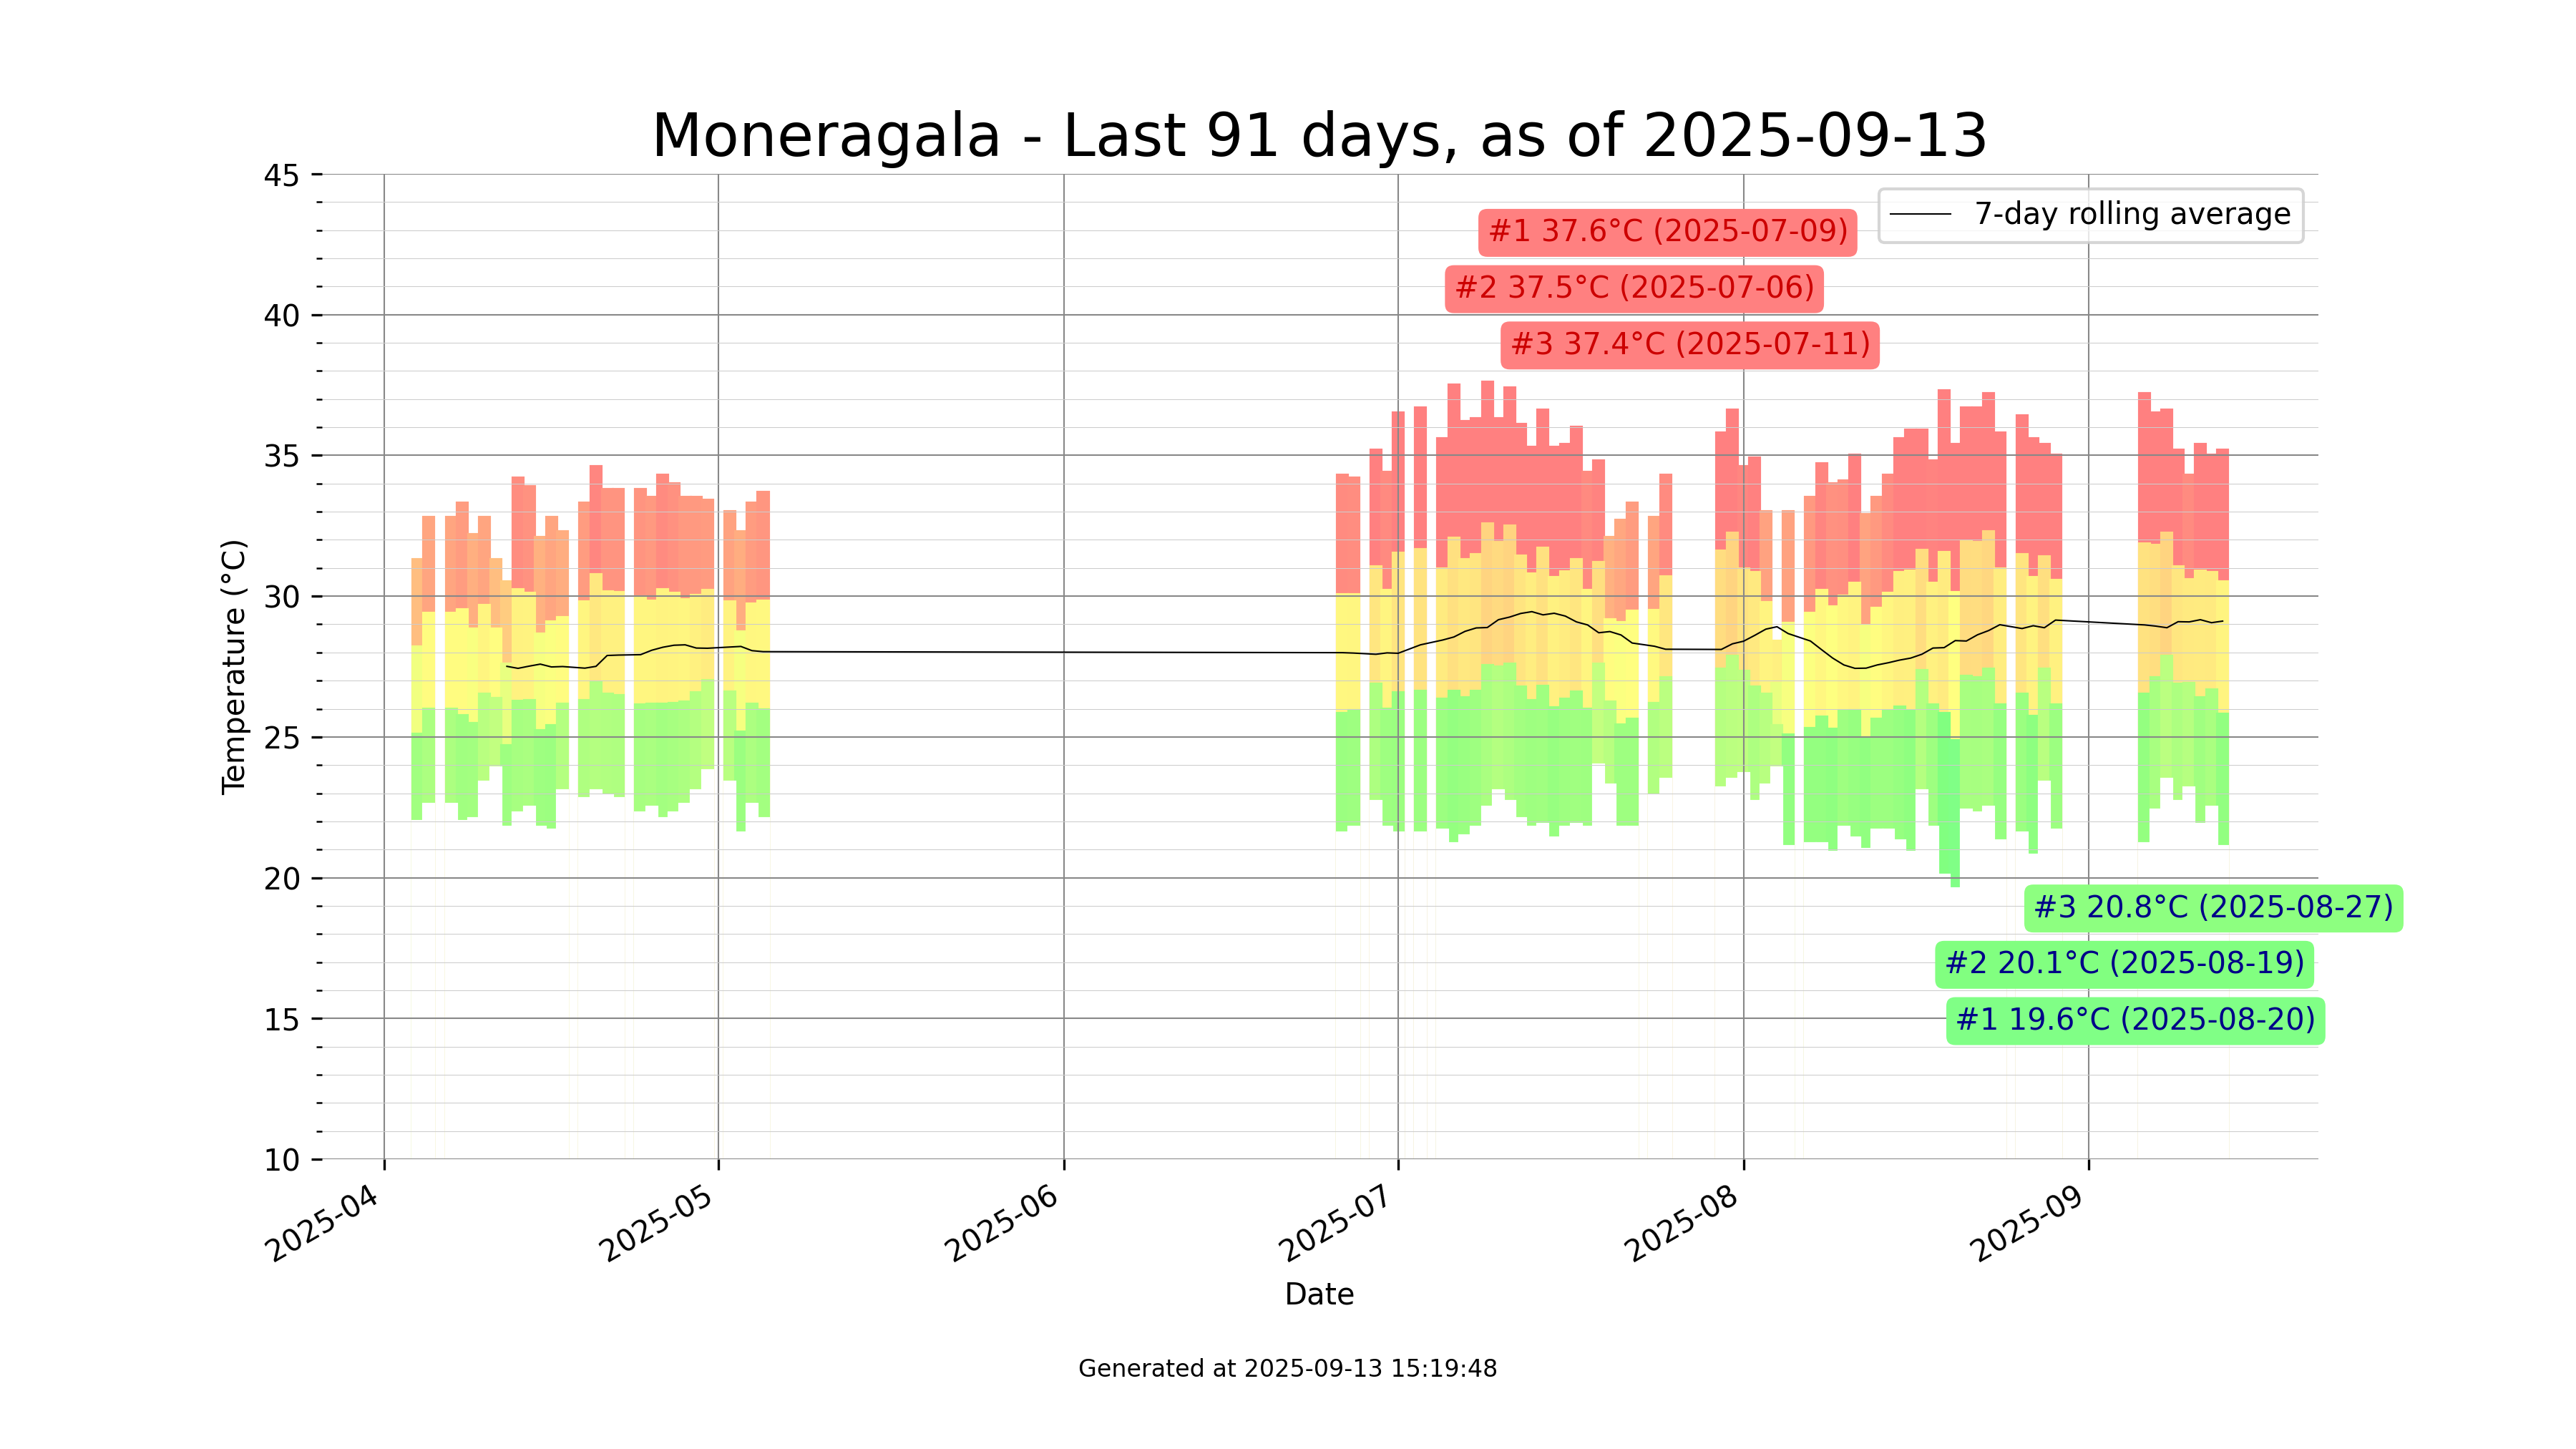 Moneragala - Last 91 days, as of 2025-09-13
45
40
35
30
25
20
15
10
Temperature (°C)
7-day rolling average
#1 37.6°C (2025-07-09)
#2 37.5°C (2025-07-06)
#3 37.4°C (2025-07-11)
#3 20.8°C (2025-08-27)
#2 20.1°C (2025-08-19)
#1 19.6°C (2025-08-20)
2025-04
2025-05
2025-06
2025-07
2025-08
2025-09
Date
Generated at 2025-09-13 15:19:48